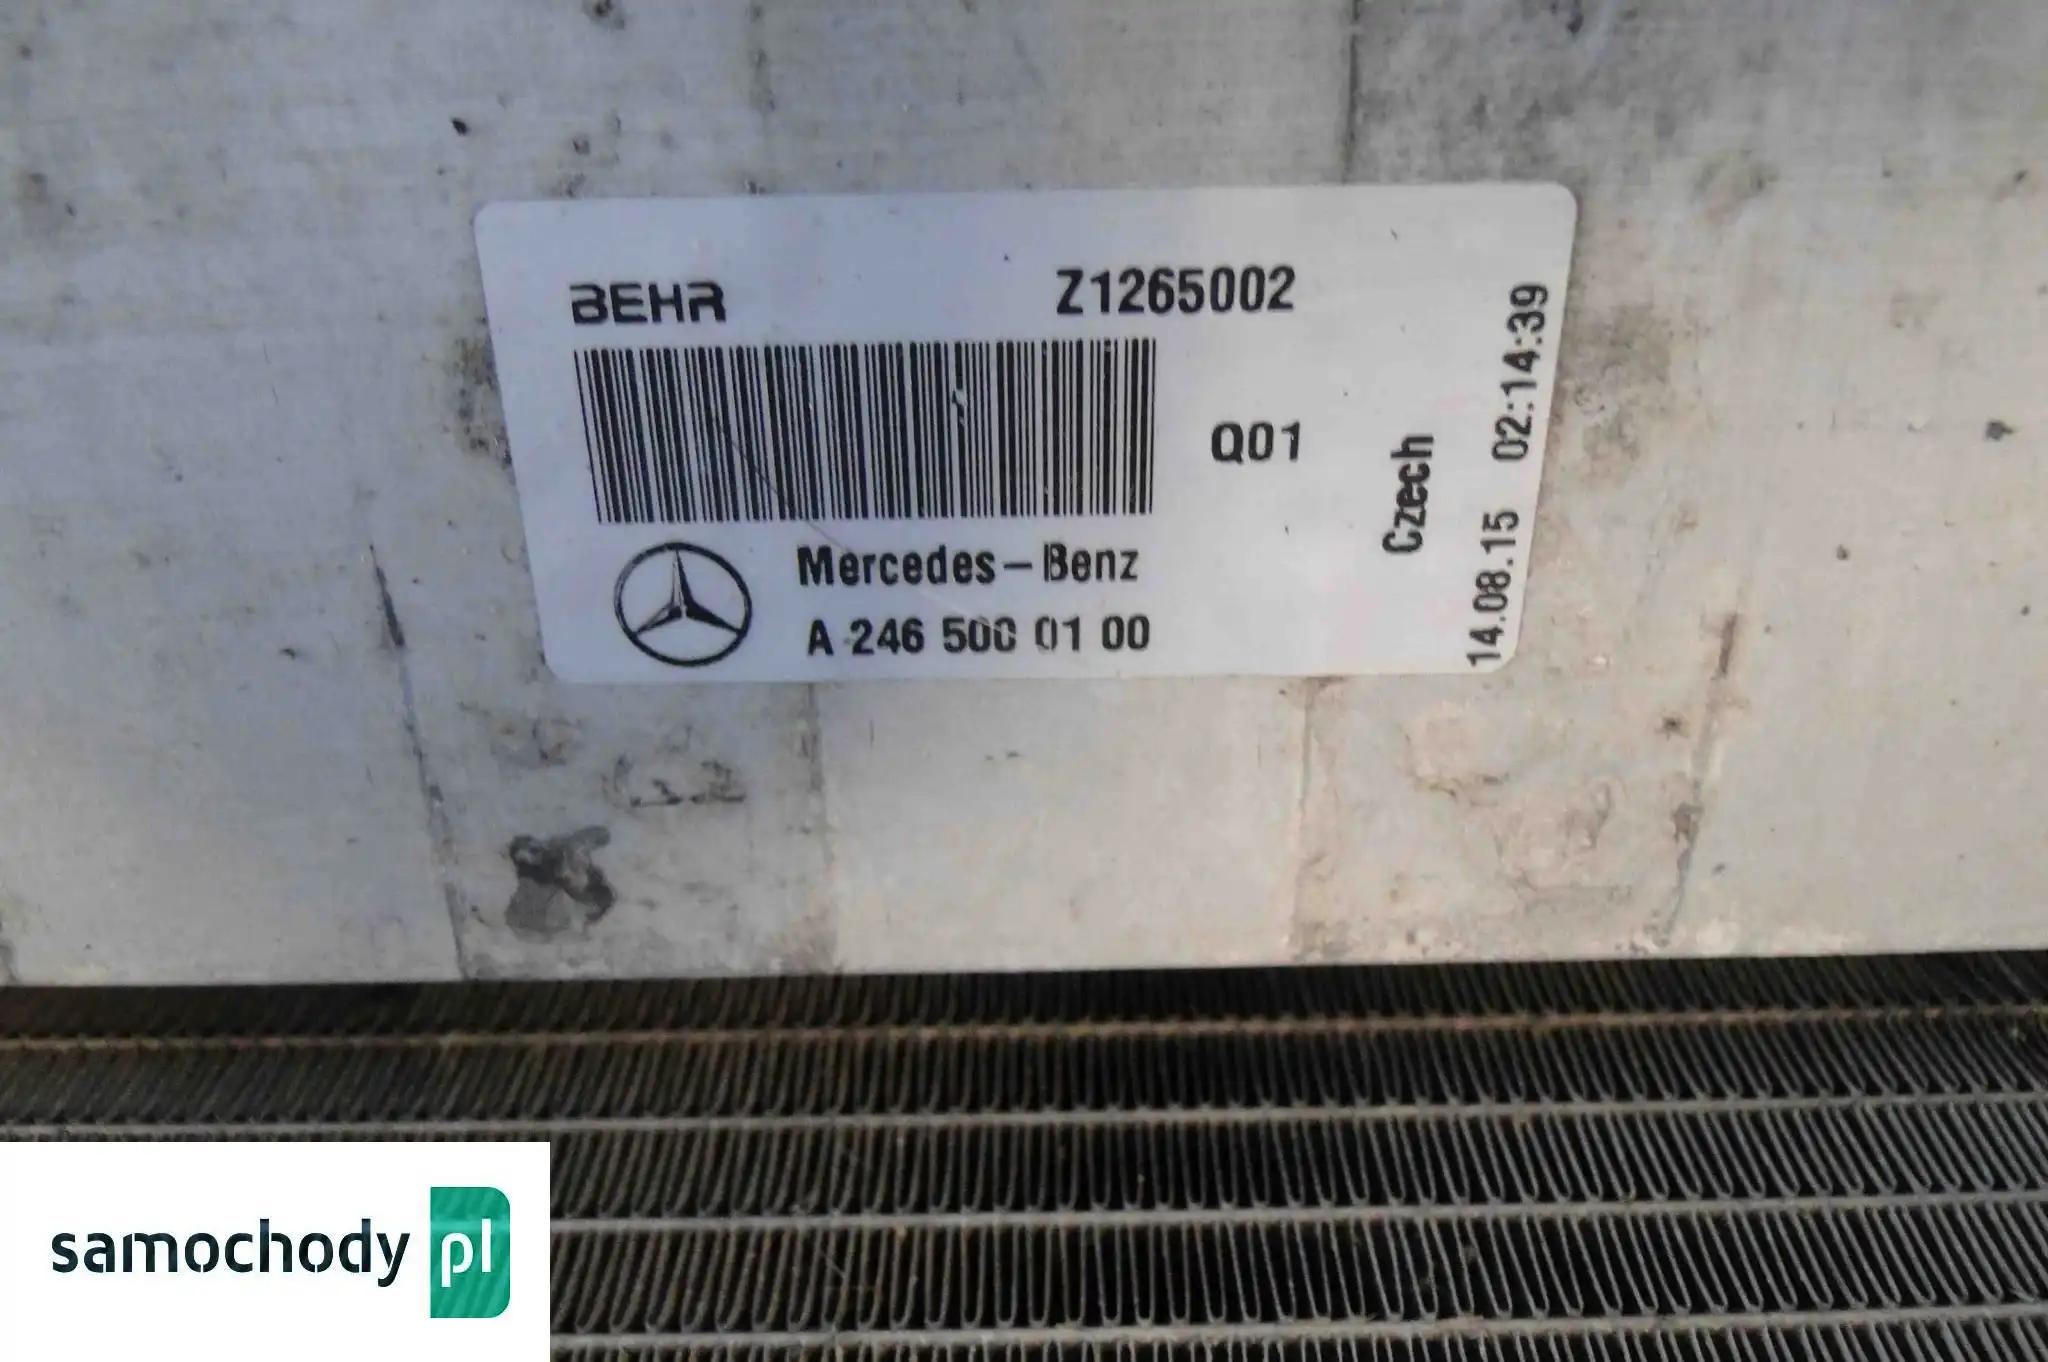 BEHR Z1265002
Q01
Czech
14.08.15 02:14:39
Mercedes-Benz
A 246 500 01 00
samochody pl